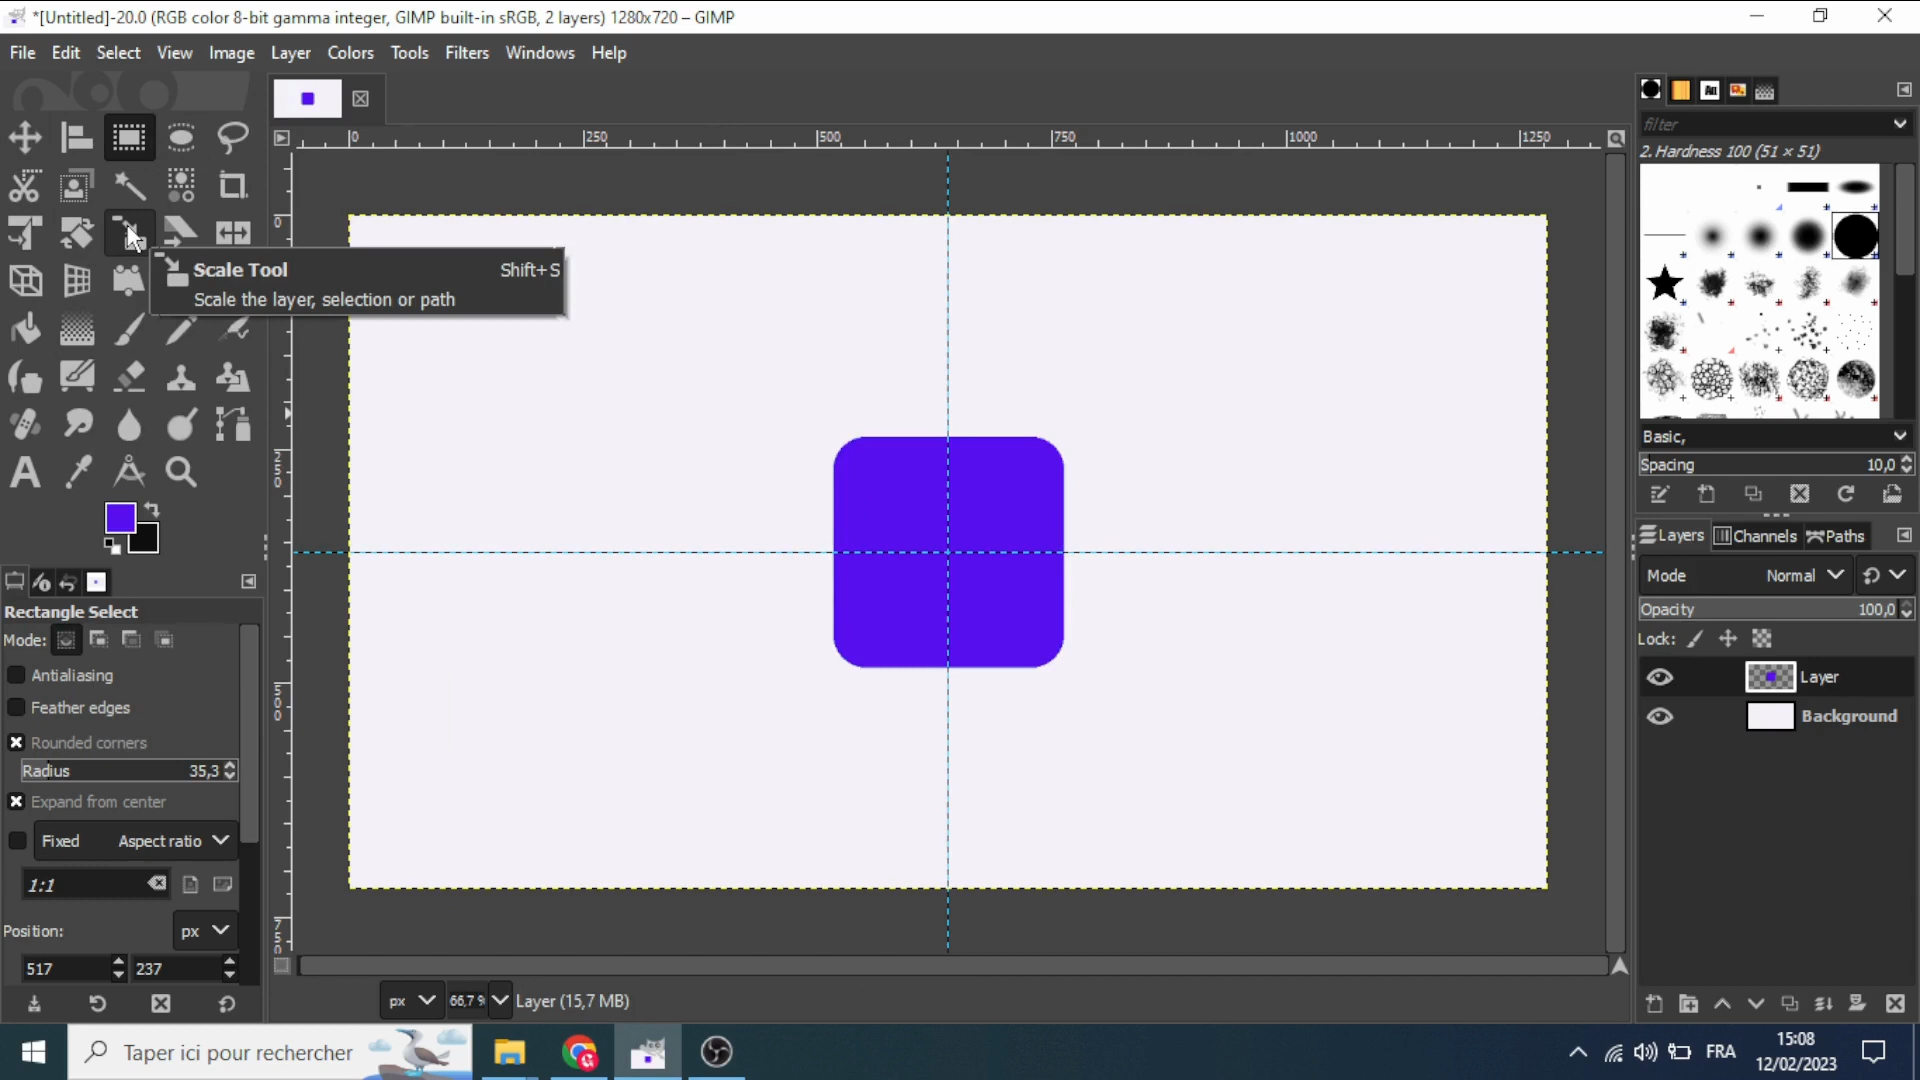 *[Untitled]-20.0 (RGB color 8-bit gamma integer, GIMP built-in sRGB, 2 layers) 1280x720 – GIMP
File Edit Select View Image Layer Colors Tools Filters Windows Help
0 250 500 750 1000 1250
filter
2. Hardness 100 (51 × 51)
0
Scale Tool Shift+S
Scale the layer, selection or path
250
500
750
Basic,
Spacing 10,0
Layers Channels Paths
Mode Normal
Opacity 100,0
Lock:
Layer
Background
Rectangle Select
Mode:
Antialiasing
Feather edges
Rounded corners
Radius 35,3
Expand from center
Fixed Aspect ratio
1:1
Position: px
517 237
px 66,7 % Layer (15,7 MB)
Taper ici pour rechercher
FRA
15:08
12/02/2023